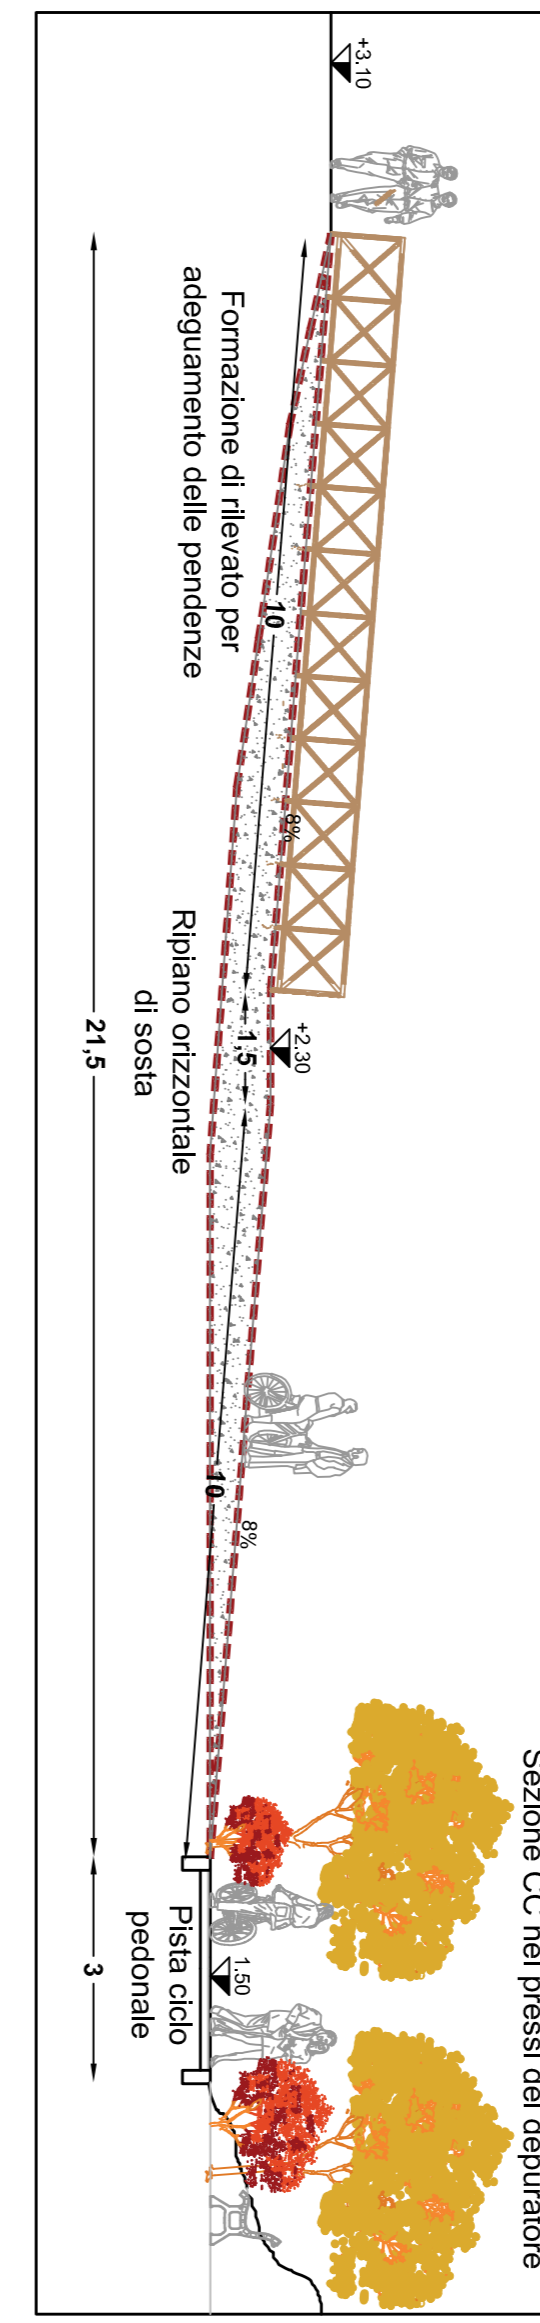 Sezione CC nei pressi del depuratore
+3.10
Formazione di rilevato per
adeguamento delle pendenze
10
8%
Ripiano orizzontale
di sosta
1,5
+2.30
10
8%
Pista ciclo
pedonale
1.50
21,5
3